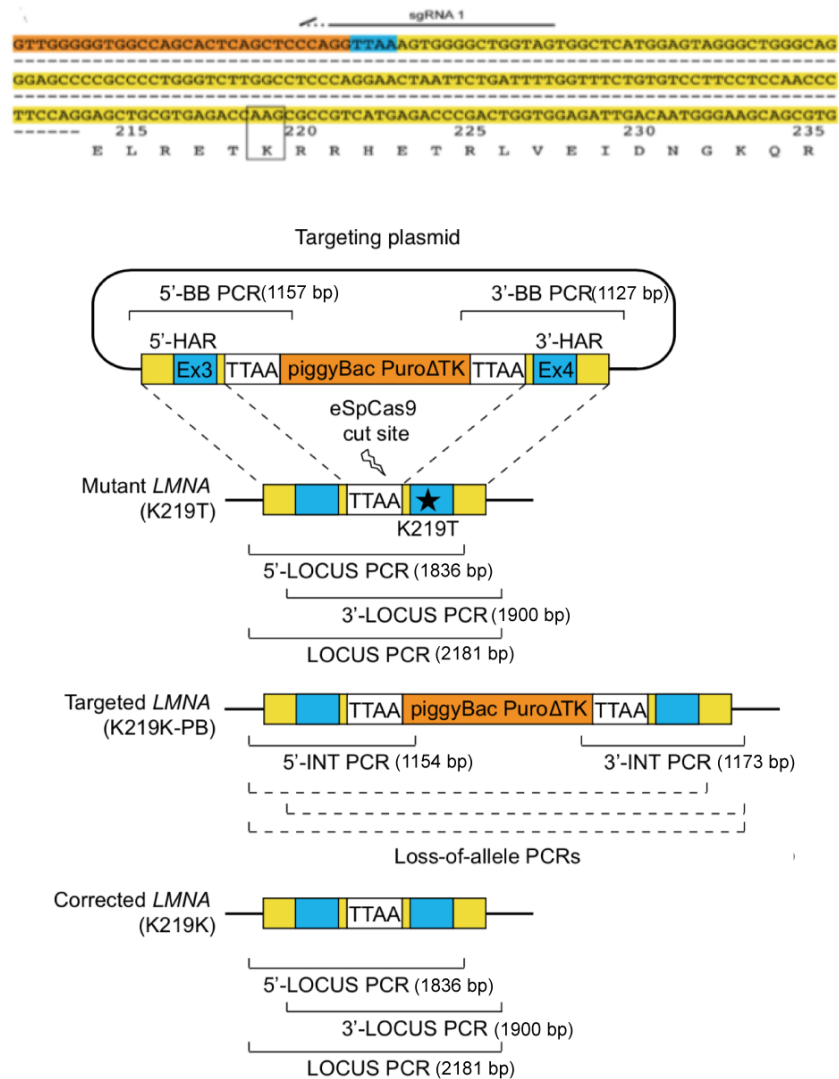 sgRNA 1
GTTGGGGGTGGCCAGCACTCAGCTCCCAGGTTAAAGTGGGGCTGGTAGTGGCTCATGGAGTAGGGCTGGGCAG
GGAGCCCCGCCCCTGGGTCTTGGCCTCCCAGGAACTAATTCTGATTTTGGTTTCTGTGTCCTTCCTCCAACCC
TTCCAGGAGCTGCGTGAGACCAAGCGCCGTCATGAGACCCGACTGGTGGAGATTGACAATGGGAAGCAGCGTG
215 220 225 230 235
E L R E T K R R H E T R L V E I D N G K Q R
Targeting plasmid
5'-BB PCR(1157 bp) 3'-BB PCR(1127 bp)
5'-HAR 3'-HAR
Ex3 TTAA piggyBac PuroΔTK TTAA Ex4
eSpCas9
cut site
Mutant LMNA
(K219T)
TTAA
K219T
5'-LOCUS PCR (1836 bp)
3'-LOCUS PCR (1900 bp)
LOCUS PCR (2181 bp)
Targeted LMNA
(K219K-PB)
TTAA piggyBac PuroΔTK TTAA
5'-INT PCR (1154 bp) 3'-INT PCR (1173 bp)
Loss-of-allele PCRs
Corrected LMNA
(K219K)
TTAA
5'-LOCUS PCR (1836 bp)
3'-LOCUS PCR (1900 bp)
LOCUS PCR (2181 bp)